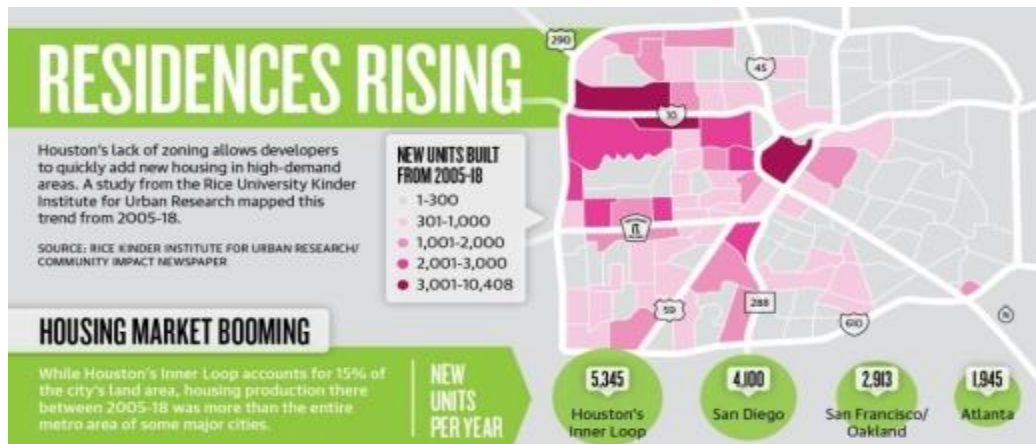 RESIDENCES RISING
Houston's lack of zoning allows developers
to quickly add new housing in high-demand
areas. A study from the Rice University Kinder
Institute for Urban Research mapped this
trend from 2005-18.
SOURCE: RICE KINDER INSTITUTE FOR URBAN RESEARCH/
COMMUNITY IMPACT NEWSPAPER
NEW UNITS BUILT
FROM 2005-18
1-300
301-1,000
1,001-2,000
2,001-3,000
3,001-10,408
290
45
10
59
288
610
N
HOUSING MARKET BOOMING
While Houston's Inner Loop accounts for 15% of
the city's land area, housing production there
between 2005-18 was more than the entire
metro area of some major cities.
NEW
UNITS
PER YEAR
5,345
Houston's
Inner Loop
4,100
San Diego
2,913
San Francisco/
Oakland
1,945
Atlanta